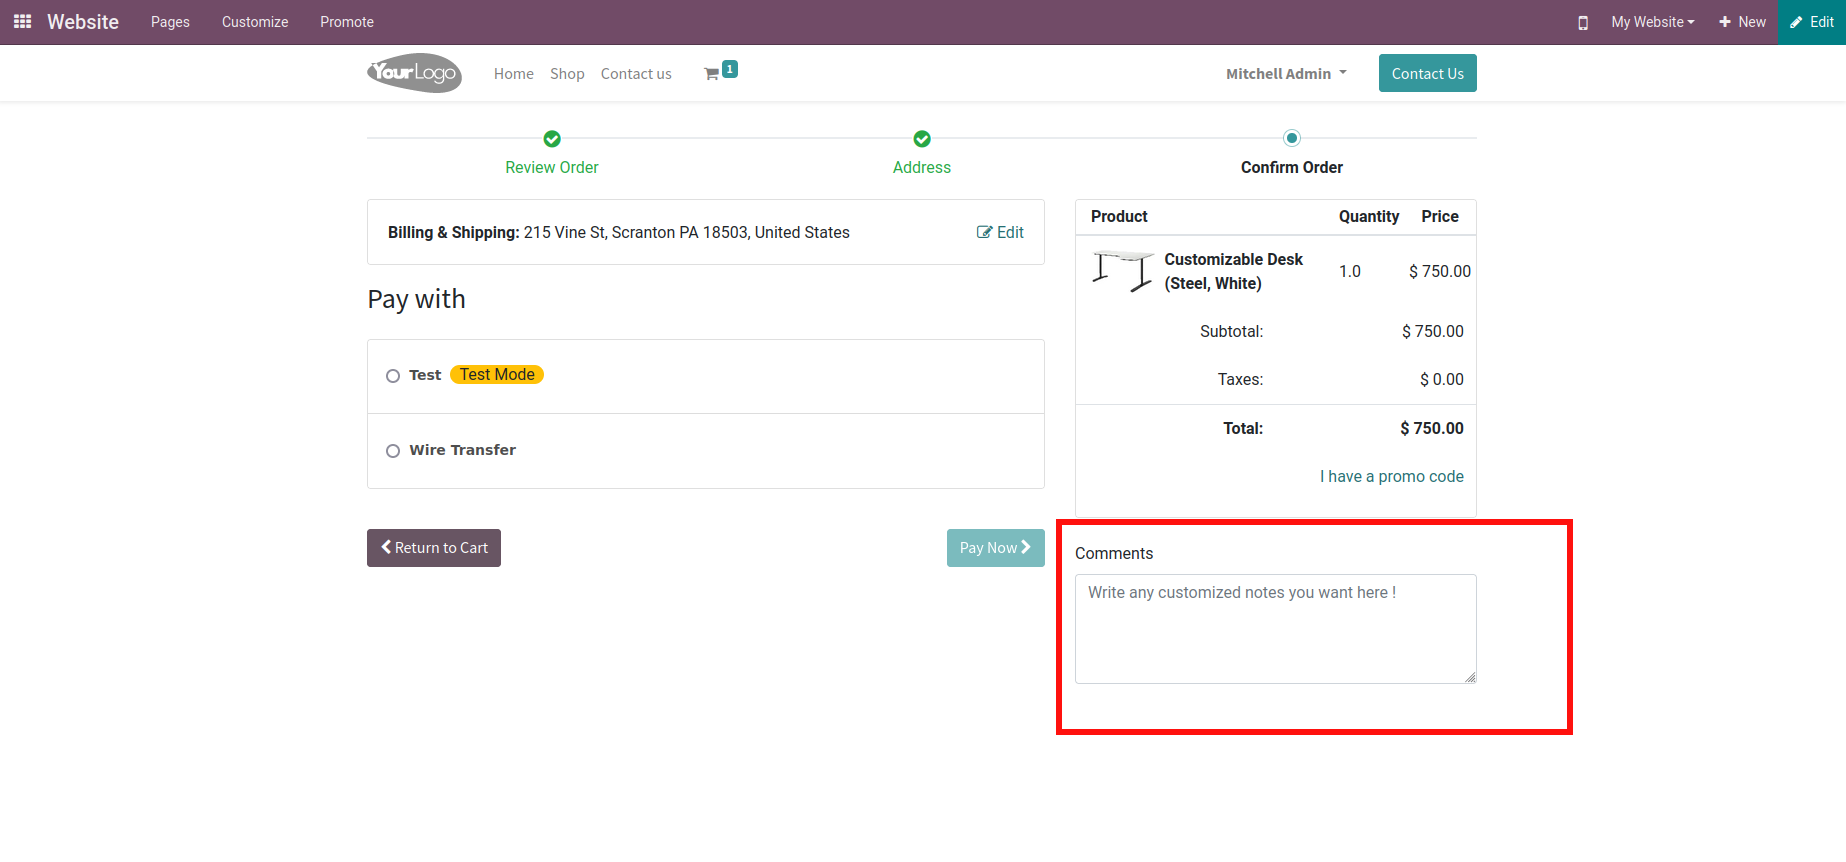 Website Pages Customize Promote My Website New Edit
YourLogo Home Shop Contact us 1 Mitchell Admin Contact Us
Review Order Address Confirm Order
Billing & Shipping: 215 Vine St, Scranton PA 18503, United States Edit
Pay with
Test Test Mode
Wire Transfer
Return to Cart Pay Now
Product Quantity Price
Customizable Desk
(Steel, White) 1.0 $ 750.00
Subtotal: $ 750.00
Taxes: $ 0.00
Total: $ 750.00
I have a promo code
Comments
Write any customized notes you want here !